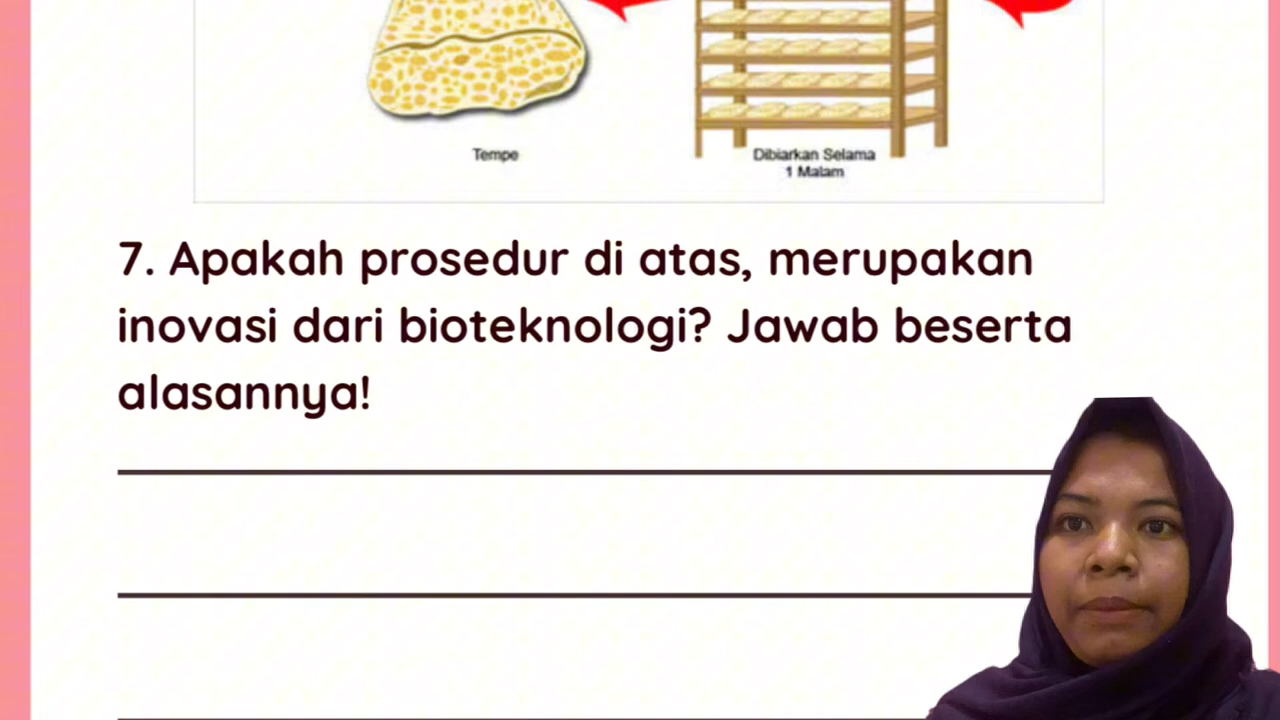 Tempe
Dibiarkan Selama
1 Malam
7. Apakah prosedur di atas, merupakan
inovasi dari bioteknologi? Jawab beserta
alasannya!